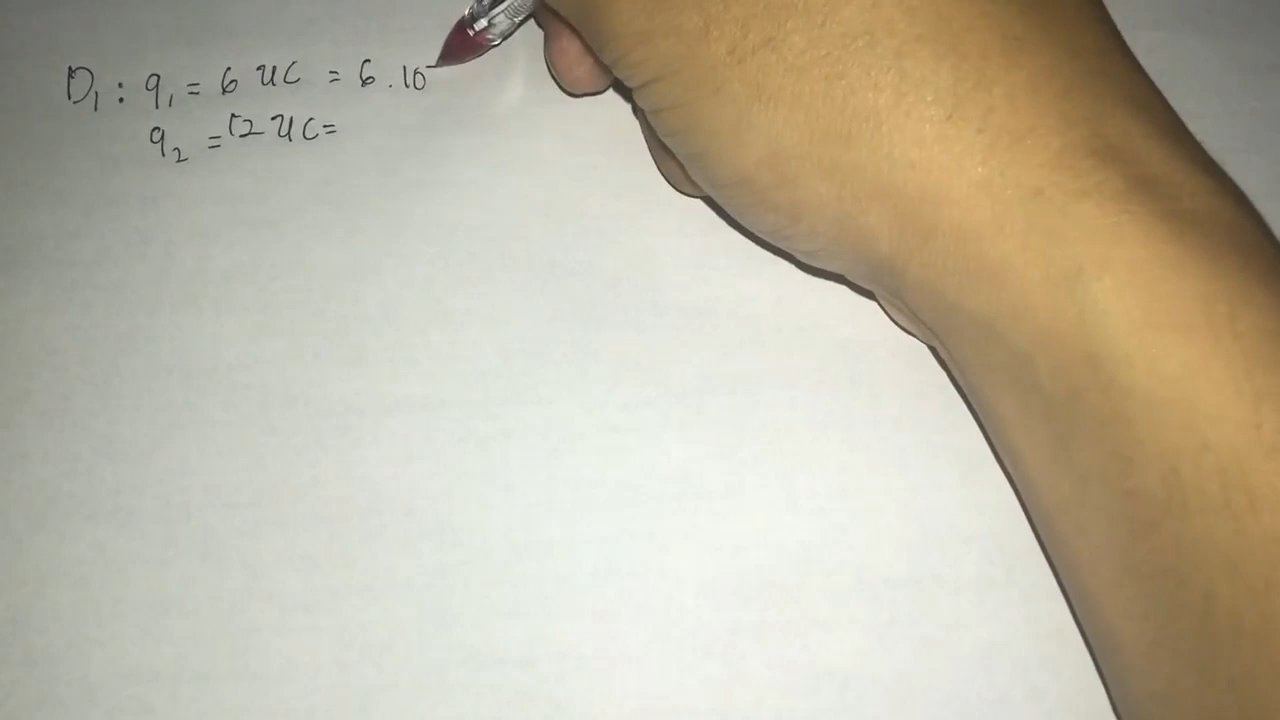 D₁ : q₁ = 6 uC = 6 . 10⁻
q₂ = 12 uC =